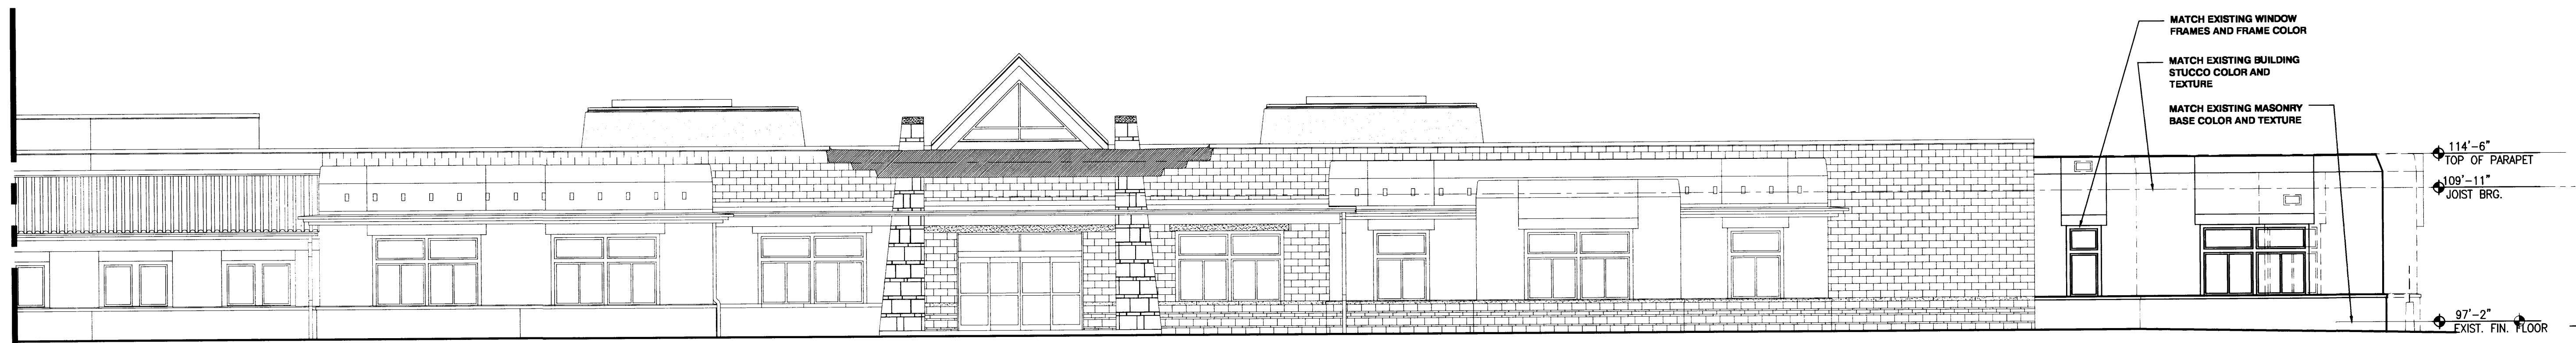 MATCH EXISTING WINDOW
FRAMES AND FRAME COLOR
MATCH EXISTING BUILDING
STUCCO COLOR AND
TEXTURE
MATCH EXISTING MASONRY
BASE COLOR AND TEXTURE
114'-6"
TOP OF PARAPET
109'-11"
JOIST BRG.
97'-2"
EXIST. FIN. FLOOR